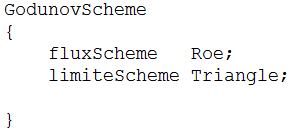 GodunovScheme
{
    fluxScheme   Roe;
    limiteScheme Triangle;

}